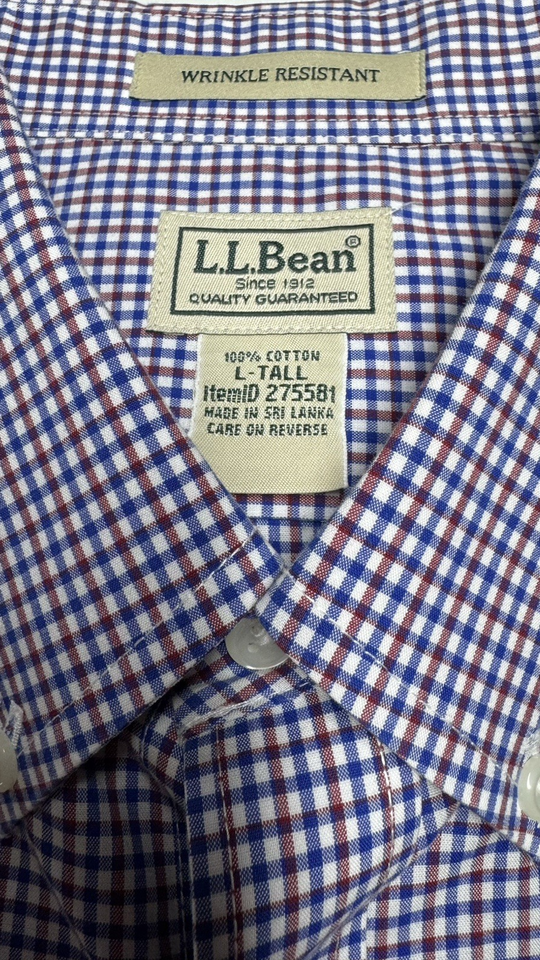 WRINKLE RESISTANT
L.L.Bean®
Since 1912
QUALITY GUARANTEED
100% COTTON
L-TALL
ItemID 275581
MADE IN SRI LANKA
CARE ON REVERSE